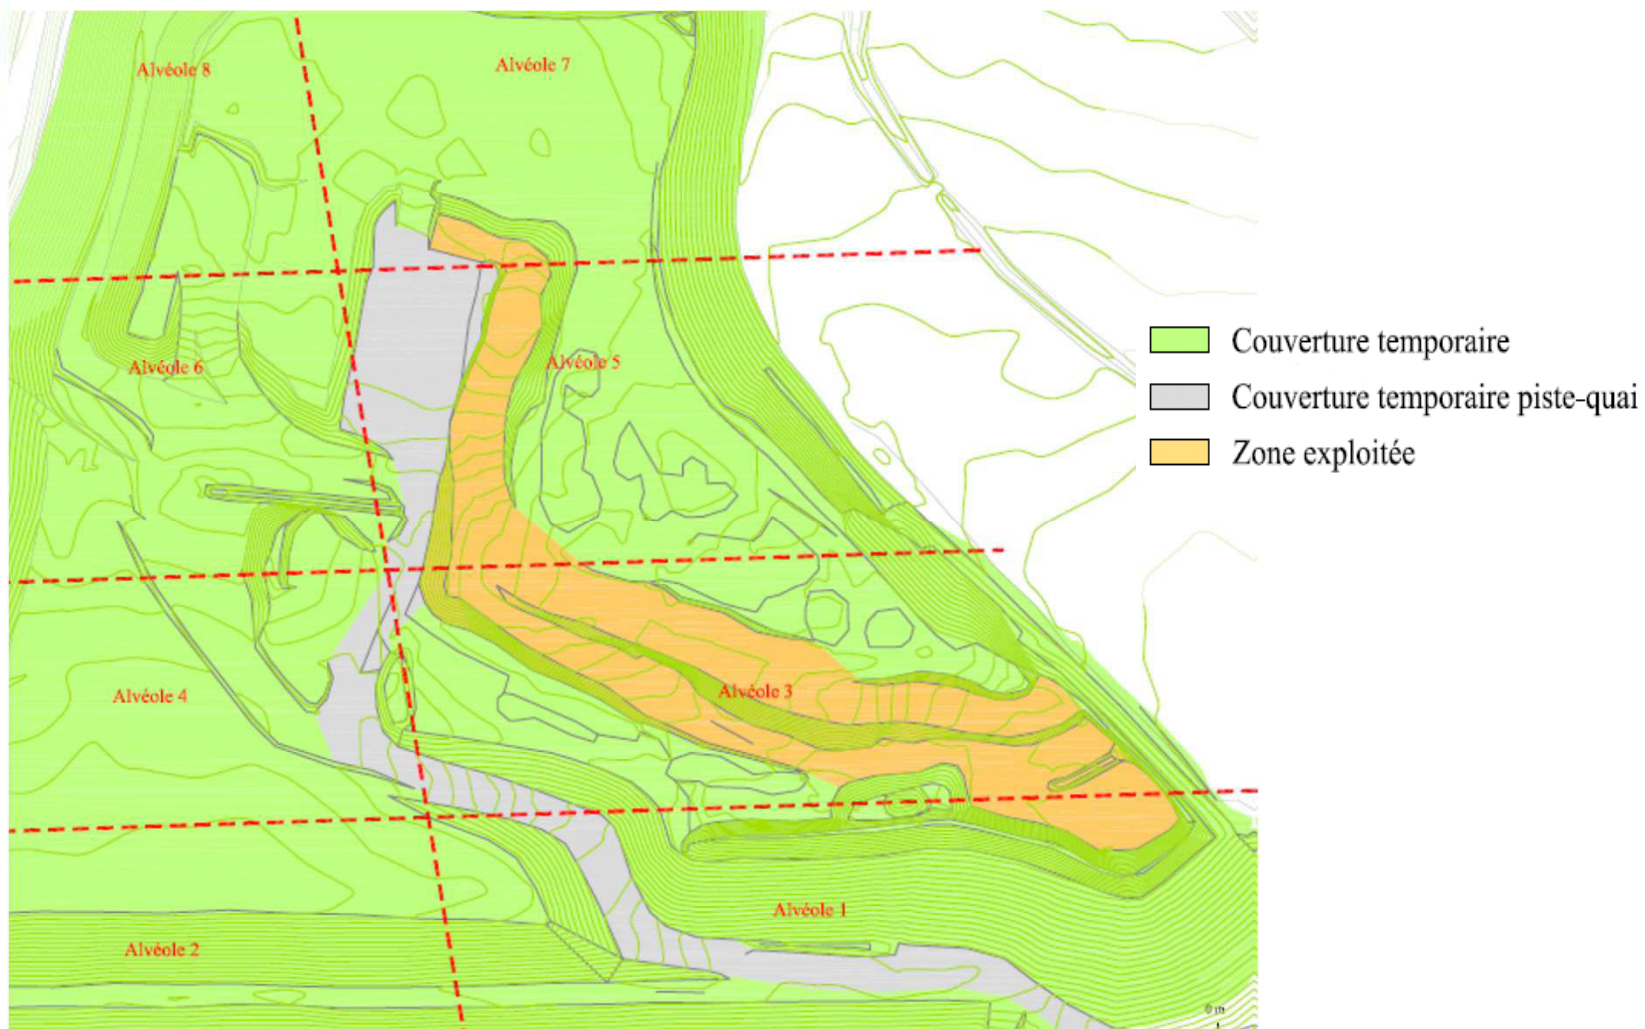 Alvéole 8
Alvéole 7
Couverture temporaire
Alvéole 6
Alvéole 5
Couverture temporaire piste-quai
Zone exploitée
Alvéole 4
Alvéole 3
Alvéole 1
Alvéole 2
0 m